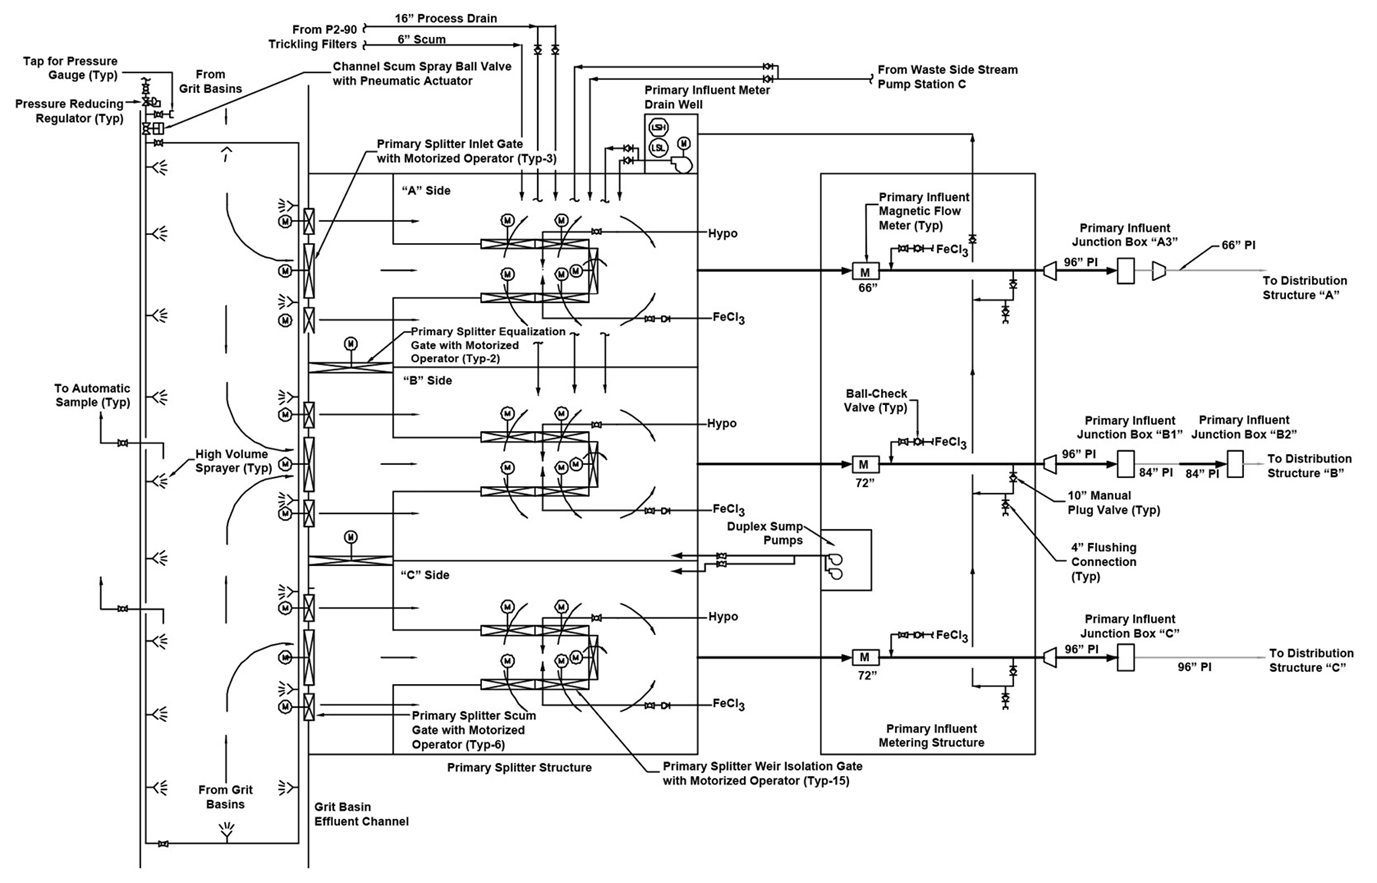 From P2-90
Trickling Filters
16” Process Drain
6” Scum
Tap for Pressure
Gauge (Typ)
From
Grit Basins
Channel Scum Spray Ball Valve
with Pneumatic Actuator
From Waste Side Stream
Pump Station C
Pressure Reducing
Regulator (Typ)
Primary Influent Meter
Drain Well
LSH
LSL
M
Primary Splitter Inlet Gate
with Motorized Operator (Typ-3)
“A” Side
M
M
M
M
M
M
M
M
Hypo
FeCl3
Primary Influent
Magnetic Flow
Meter (Typ)
FeCl3
M
66”
Primary Influent
Junction Box “A3”
96” PI
66” PI
To Distribution
Structure “A”
M
Primary Splitter Equalization
Gate with Motorized
Operator (Typ-2)
“B” Side
To Automatic
Sample (Typ)
High Volume
Sprayer (Typ)
M
M
M
M
M
M
M
M
Hypo
FeCl3
Ball-Check
Valve (Typ)
FeCl3
M
72”
Primary Influent
Junction Box “B1”
Primary Influent
Junction Box “B2”
96” PI
84” PI
84” PI
To Distribution
Structure “B”
10” Manual
Plug Valve (Typ)
4” Flushing
Connection
(Typ)
Duplex Sump
Pumps
M
“C” Side
M
M
M
M
M
M
M
M
Hypo
FeCl3
FeCl3
M
72”
Primary Influent
Junction Box “C”
96” PI
96” PI
To Distribution
Structure “C”
Primary Splitter Scum
Gate with Motorized
Operator (Typ-6)
Primary Influent
Metering Structure
Primary Splitter Structure
Primary Splitter Weir Isolation Gate
with Motorized Operator (Typ-15)
From Grit
Basins
Grit Basin
Effluent Channel